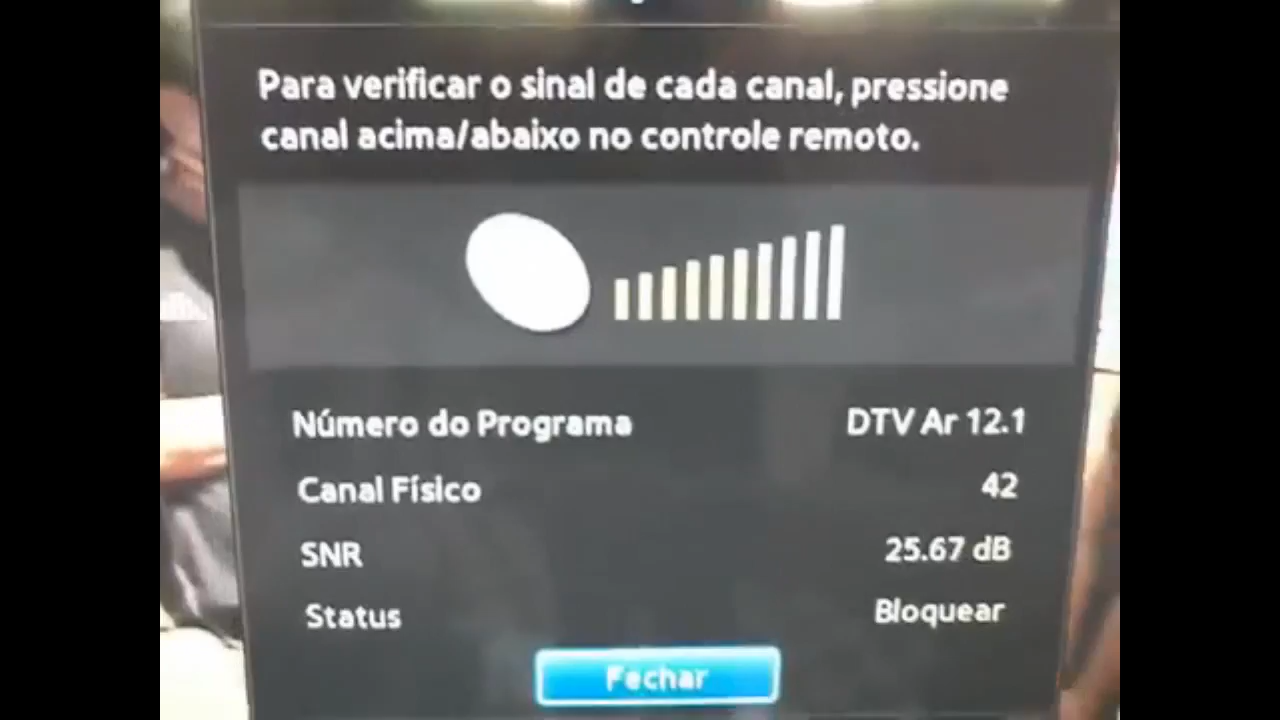 Para verificar o sinal de cada canal, pressione
canal acima/abaixo no controle remoto.
Número do Programa DTV Ar 12.1
Canal Físico 42
SNR 25.67 dB
Status Bloquear
Fechar